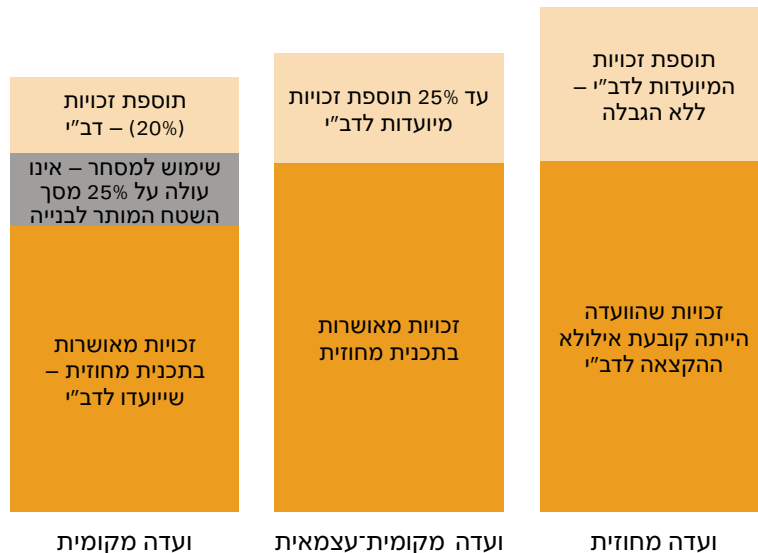 תוספת זכויות
המיועדות לדב"י –
ללא הגבלה
זכויות שהוועדה
הייתה קובעת אילולא
ההקצאה לדב"י
ועדה מחוזית
עד 25% תוספת זכויות
מיועדות לדב"י
זכויות מאושרות
בתכנית מחוזית
ועדה מקומית־עצמאית
תוספת זכויות
(20%) – דב"י
שימוש למסחר – אינו
עולה על 25% מסך
השטח המותר לבנייה
זכויות מאושרות
בתכנית מחוזית –
שייועדו לדב"י
ועדה מקומית